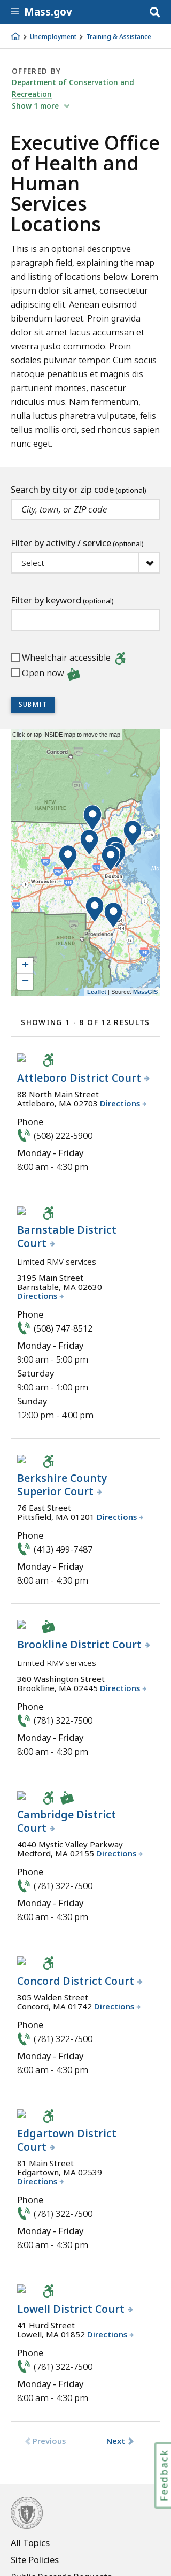 Mass.gov
Unemployment
Training & Assistance
OFFERED BY
Department of Conservation and
Recreation
Show 1 more
Executive Office
of Health and
Human
Services
Locations
This is an optional descriptive
paragraph, explaining the map
and listing of locations below. Lorem
ipsum dolor sit amet, consectetur
adipiscing elit. Aenean euismod
bibendum laoreet. Proin gravida
dolor sit amet lacus accumsan et
viverra justo commodo. Proin
sodales pulvinar tempor. Cum sociis
natoque penatibus et magnis dis
parturient montes, nascetur
ridiculus mus. Nam fermentum,
nulla luctus pharetra vulputate, felis
tellus mollis orci, sed rhoncus sapien
nunc eget.
Search by city or zip code (optional)
City, town, or ZIP code
Filter by activity / service (optional)
Select
Filter by keyword (optional)
Wheelchair accessible
Open now
SUBMIT
Click or tap INSIDE map to move the map
Concord
NEW
HAMPSHIRE
Worcester
Boston
Providence
RHODE
ISLAND
+
−
Leaflet | Source: MassGIS
SHOWING 1 - 8 OF 12 RESULTS
Attleboro District Court
88 North Main Street
Attleboro, MA 02703 Directions
Phone
(508) 222-5900
Monday - Friday
8:00 am - 4:30 pm
Barnstable District
Court
Limited RMV services
3195 Main Street
Barnstable, MA 02630
Directions
Phone
(508) 747-8512
Monday - Friday
9:00 am - 5:00 pm
Saturday
9:00 am - 1:00 pm
Sunday
12:00 pm - 4:00 pm
Berkshire County
Superior Court
76 East Street
Pittsfield, MA 01201 Directions
Phone
(413) 499-7487
Monday - Friday
8:00 am - 4:30 pm
Brookline District Court
Limited RMV services
360 Washington Street
Brookline, MA 02445 Directions
Phone
(781) 322-7500
Monday - Friday
8:00 am - 4:30 pm
Cambridge District
Court
4040 Mystic Valley Parkway
Medford, MA 02155 Directions
Phone
(781) 322-7500
Monday - Friday
8:00 am - 4:30 pm
Concord District Court
305 Walden Street
Concord, MA 01742 Directions
Phone
(781) 322-7500
Monday - Friday
8:00 am - 4:30 pm
Edgartown District
Court
81 Main Street
Edgartown, MA 02539
Directions
Phone
(781) 322-7500
Monday - Friday
8:00 am - 4:30 pm
Lowell District Court
41 Hurd Street
Lowell, MA 01852 Directions
Phone
(781) 322-7500
Monday - Friday
8:00 am - 4:30 pm
Previous
Next
Feedback
All Topics
Site Policies
Public Records Requests